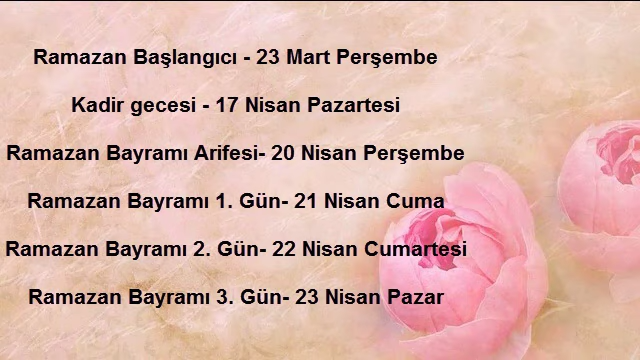 Ramazan Başlangıcı - 23 Mart Perşembe
Kadir gecesi - 17 Nisan Pazartesi
Ramazan Bayramı Arifesi- 20 Nisan Perşembe
Ramazan Bayramı 1. Gün- 21 Nisan Cuma
Ramazan Bayramı 2. Gün- 22 Nisan Cumartesi
Ramazan Bayramı 3. Gün- 23 Nisan Pazar